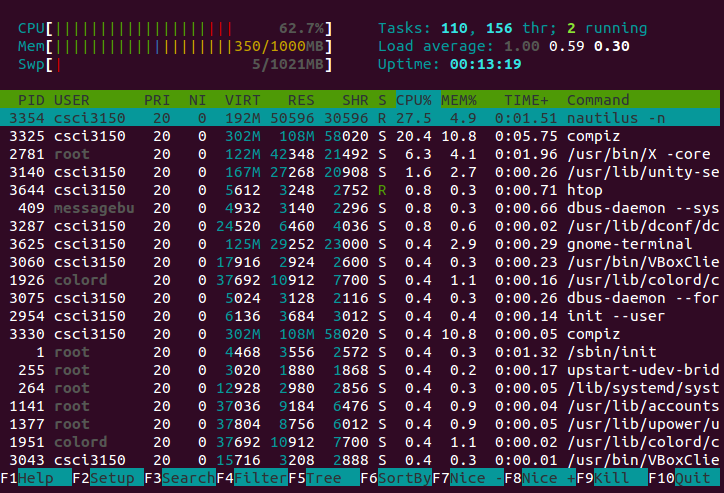 CPU[||||||||||||||||||||     62.7%]     Tasks: 110, 156 thr; 2 running
Mem[||||||||||||||||||||350/1000MB]     Load average: 1.00 0.59 0.30
Swp[|                     5/1021MB]     Uptime: 00:13:19
PID USER PRI NI VIRT RES SHR S CPU% MEM% TIME+ Command
3354 csci3150 20 0 192M 50596 30596 R 27.5 4.9 0:01.51 nautilus -n
3325 csci3150 20 0 302M 108M 58020 S 20.4 10.8 0:05.75 compiz
2781 root 20 0 122M 42348 21492 S 6.3 4.1 0:01.96 /usr/bin/X -core
3140 csci3150 20 0 167M 27268 20908 S 1.6 2.7 0:00.26 /usr/lib/unity-se
3644 csci3150 20 0 5612 3248 2752 R 0.8 0.3 0:00.71 htop
409 messagebu 20 0 4932 3140 2296 S 0.8 0.3 0:00.66 dbus-daemon --sys
3287 csci3150 20 0 24520 6460 4036 S 0.8 0.6 0:00.02 /usr/lib/dconf/dc
3625 csci3150 20 0 125M 29252 23000 S 0.4 2.9 0:00.29 gnome-terminal
3060 csci3150 20 0 17916 2924 2600 S 0.4 0.3 0:00.23 /usr/bin/VBoxClie
1926 colord 20 0 37692 10912 7700 S 0.4 1.1 0:00.16 /usr/lib/colord/c
3075 csci3150 20 0 5024 3128 2116 S 0.4 0.3 0:00.26 dbus-daemon --for
2954 csci3150 20 0 6136 3684 3012 S 0.4 0.4 0:00.14 init --user
3330 csci3150 20 0 302M 108M 58020 S 0.4 10.8 0:00.05 compiz
1 root 20 0 4468 3556 2572 S 0.4 0.3 0:01.32 /sbin/init
255 root 20 0 3020 1880 1868 S 0.4 0.2 0:00.17 upstart-udev-brid
264 root 20 0 12928 2980 2856 S 0.4 0.3 0:00.05 /lib/systemd/syst
1141 root 20 0 37036 9184 6476 S 0.4 0.9 0:00.04 /usr/lib/accounts
1377 root 20 0 37804 8756 6012 S 0.4 0.9 0:00.05 /usr/lib/upower/u
1951 colord 20 0 37692 10912 7700 S 0.4 1.1 0:00.02 /usr/lib/colord/c
3043 csci3150 20 0 15716 3208 2888 S 0.4 0.3 0:00.01 /usr/bin/VBoxClie
F1Help F2Setup F3SearchF4FilterF5Tree F6SortByF7Nice -F8Nice +F9Kill F10Quit